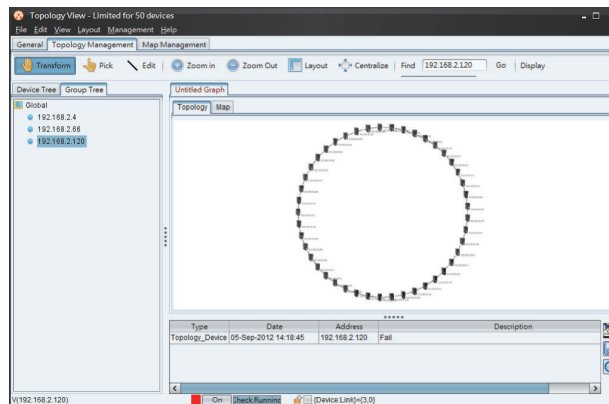 Topology View - Limited for 50 devices
File Edit View Layout Management Help
General Topology Management Map Management
Transform Pick Edit Zoom in Zoom Out Layout Centralize Find 192.168.2.120 Go Display
Device Tree Group Tree
Untitled Graph
Global
Topology Map
192.168.2.4
192.168.2.66
192.168.2.120
Type Date Address Description
Topology_Device 05-Sep-2012 14:18:45 192.168.2.120 Fail
V(192.168.2.120) On Check Running {Device:Link}={3,0}